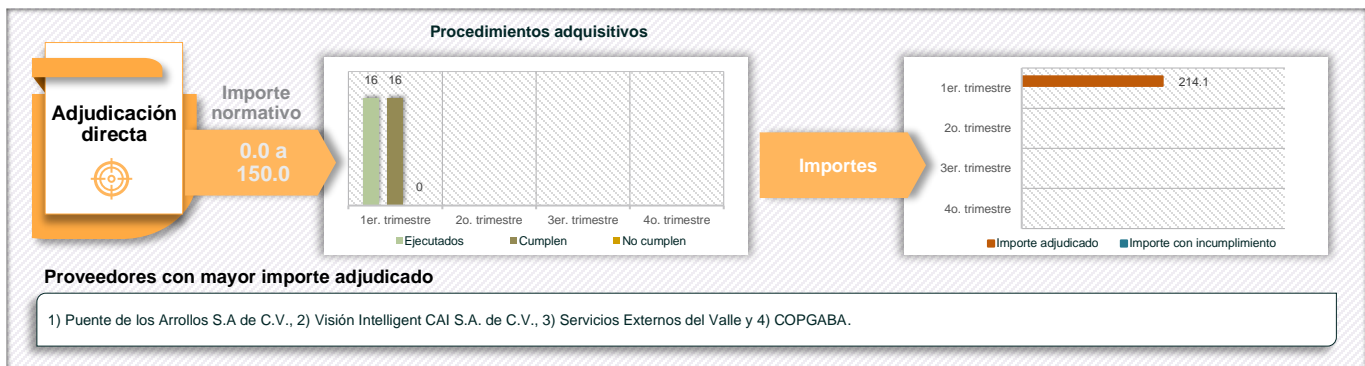 Procedimientos adquisitivos
Adjudicación
directa
Importe
normativo
0.0 a
150.0
16 16
0
1er. trimestre 2o. trimestre 3er. trimestre 4o. trimestre
Ejecutados Cumplen No cumplen
Importes
1er. trimestre 214.1
2o. trimestre
3er. trimestre
4o. trimestre
Importe adjudicado Importe con incumplimiento
Proveedores con mayor importe adjudicado
1) Puente de los Arrollos S.A de C.V., 2) Visión Intelligent CAI S.A. de C.V., 3) Servicios Externos del Valle y 4) COPGABA.